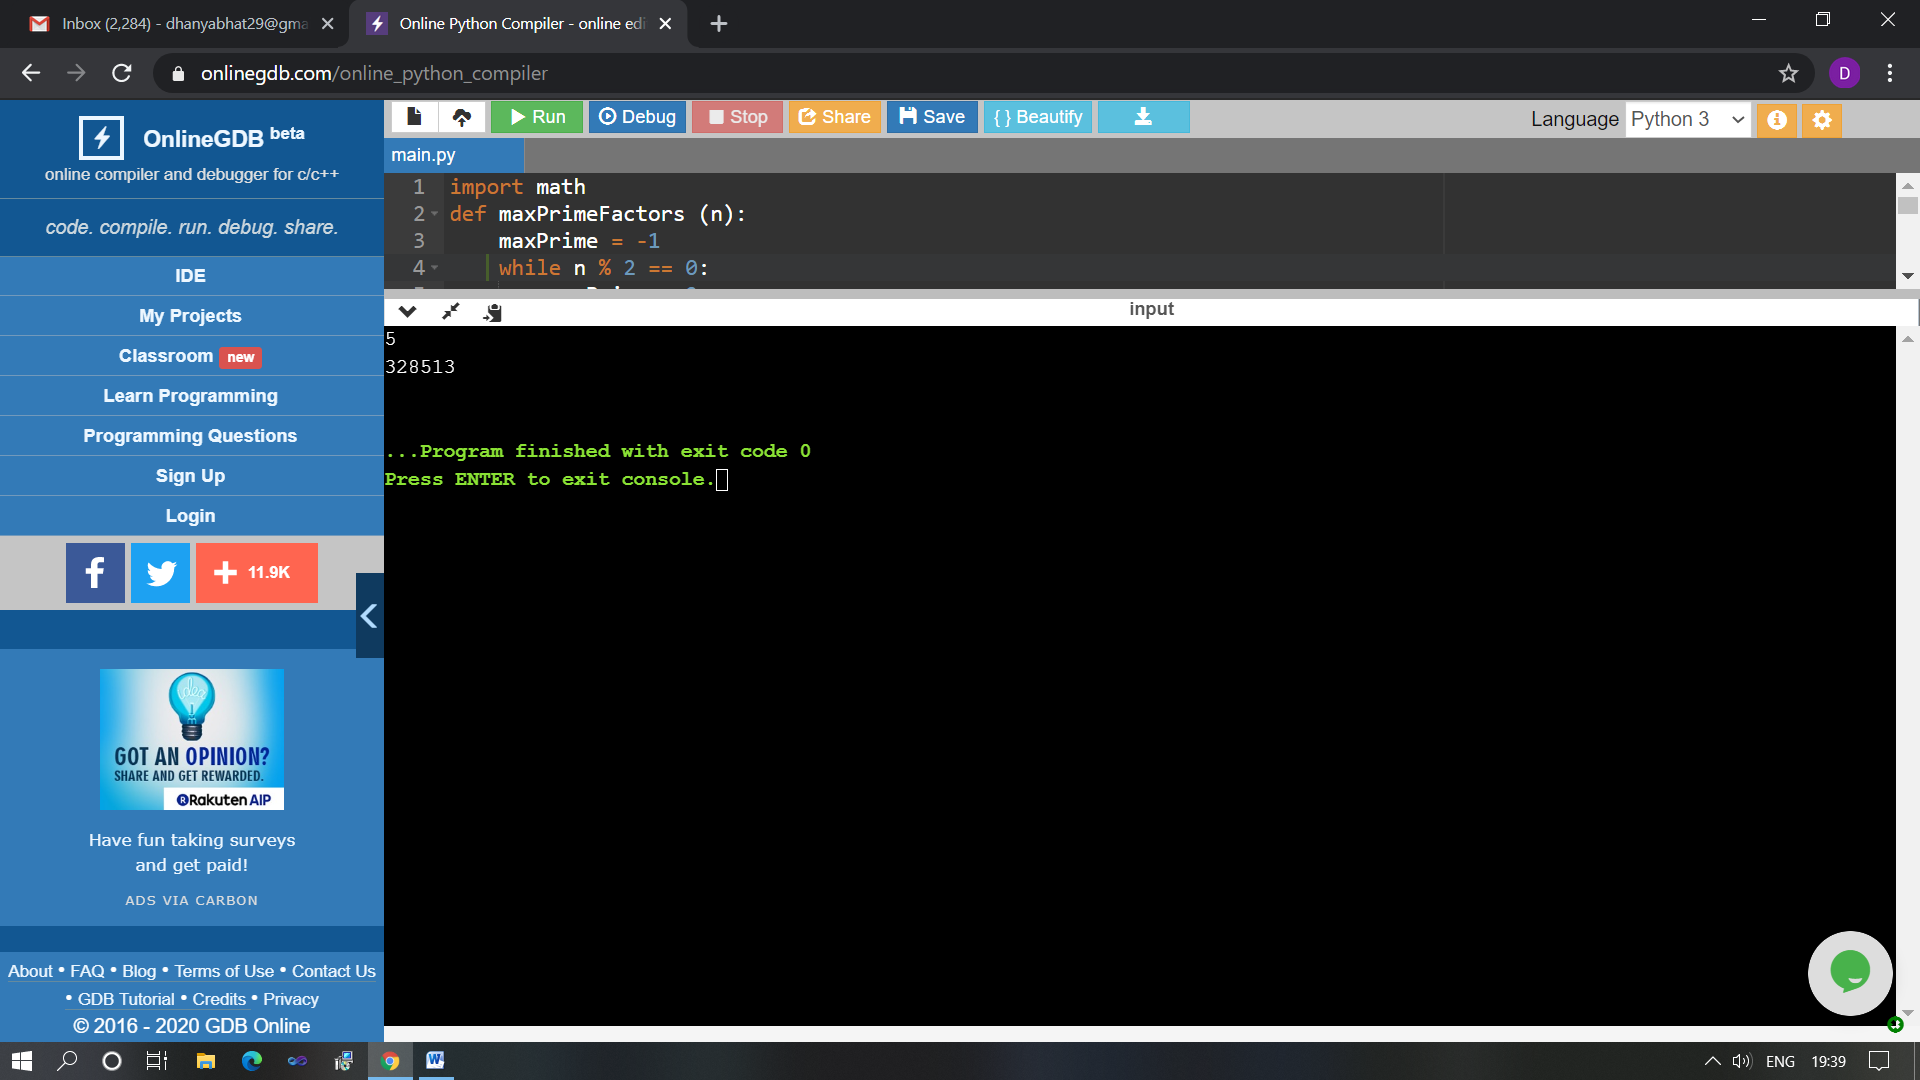 Inbox (2,284) - dhanyabhat29@gma
Online Python Compiler - online edi
onlinegdb.com/online_python_compiler
D
OnlineGDB beta
online compiler and debugger for c/c++
code. compile. run. debug. share.
IDE
My Projects
Classroom new
Learn Programming
Programming Questions
Sign Up
Login
f
11.9K
idea
GOT AN OPINION?
SHARE AND GET REWARDED.
Rakuten AIP
Have fun taking surveys
and get paid!
ADS VIA CARBON
About • FAQ • Blog • Terms of Use • Contact Us
• GDB Tutorial • Credits • Privacy
© 2016 - 2020 GDB Online
Run Debug Stop Share Save { } Beautify
Language Python 3
main.py
1 import math
2 def maxPrimeFactors (n):
3 maxPrime = -1
4 while n % 2 == 0:
input
5
328513
...Program finished with exit code 0
Press ENTER to exit console.
ENG 19:39